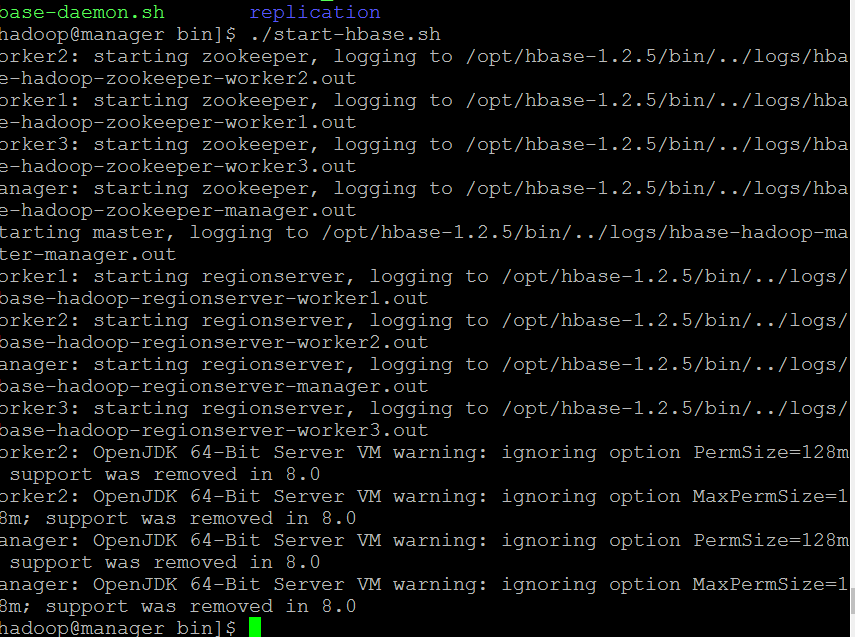 base-daemon.sh replication
hadoop@manager bin]$ ./start-hbase.sh
orker2: starting zookeeper, logging to /opt/hbase-1.2.5/bin/../logs/hba
e-hadoop-zookeeper-worker2.out
orker1: starting zookeeper, logging to /opt/hbase-1.2.5/bin/../logs/hba
e-hadoop-zookeeper-worker1.out
orker3: starting zookeeper, logging to /opt/hbase-1.2.5/bin/../logs/hba
e-hadoop-zookeeper-worker3.out
anager: starting zookeeper, logging to /opt/hbase-1.2.5/bin/../logs/hba
e-hadoop-zookeeper-manager.out
tarting master, logging to /opt/hbase-1.2.5/bin/../logs/hbase-hadoop-ma
ter-manager.out
orker1: starting regionserver, logging to /opt/hbase-1.2.5/bin/../logs/
base-hadoop-regionserver-worker1.out
orker2: starting regionserver, logging to /opt/hbase-1.2.5/bin/../logs/
base-hadoop-regionserver-worker2.out
anager: starting regionserver, logging to /opt/hbase-1.2.5/bin/../logs/
base-hadoop-regionserver-manager.out
orker3: starting regionserver, logging to /opt/hbase-1.2.5/bin/../logs/
base-hadoop-regionserver-worker3.out
orker2: OpenJDK 64-Bit Server VM warning: ignoring option PermSize=128m
support was removed in 8.0
orker2: OpenJDK 64-Bit Server VM warning: ignoring option MaxPermSize=1
8m; support was removed in 8.0
anager: OpenJDK 64-Bit Server VM warning: ignoring option PermSize=128m
support was removed in 8.0
anager: OpenJDK 64-Bit Server VM warning: ignoring option MaxPermSize=1
8m; support was removed in 8.0
hadoop@manager bin]$